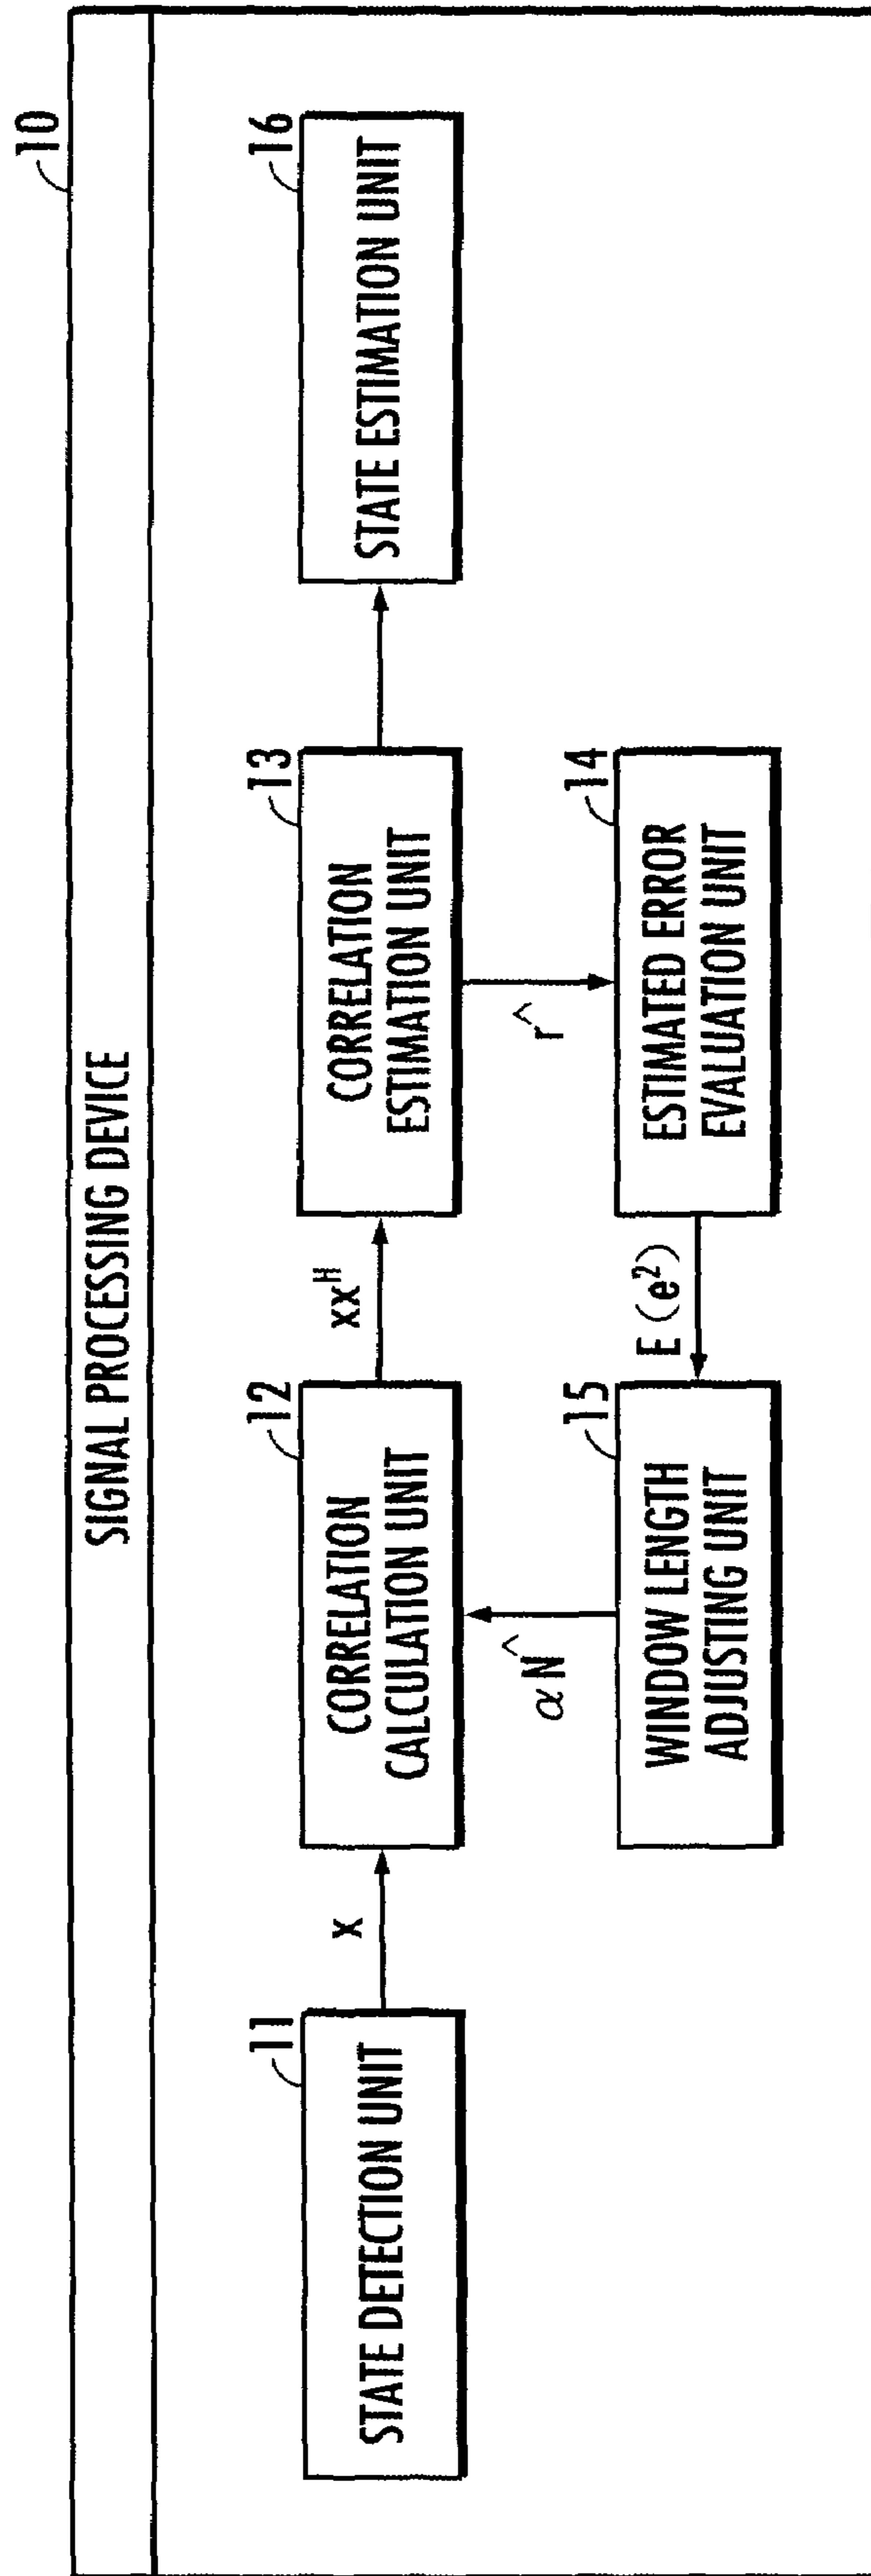 10
SIGNAL PROCESSING DEVICE
11
STATE DETECTION UNIT
x
12
CORRELATION
CALCULATION UNIT
xx^H
13
CORRELATION
ESTIMATION UNIT
16
STATE ESTIMATION UNIT
αN̂
r̂
15
WINDOW LENGTH
ADJUSTING UNIT
E (e²)
14
ESTIMATED ERROR
EVALUATION UNIT